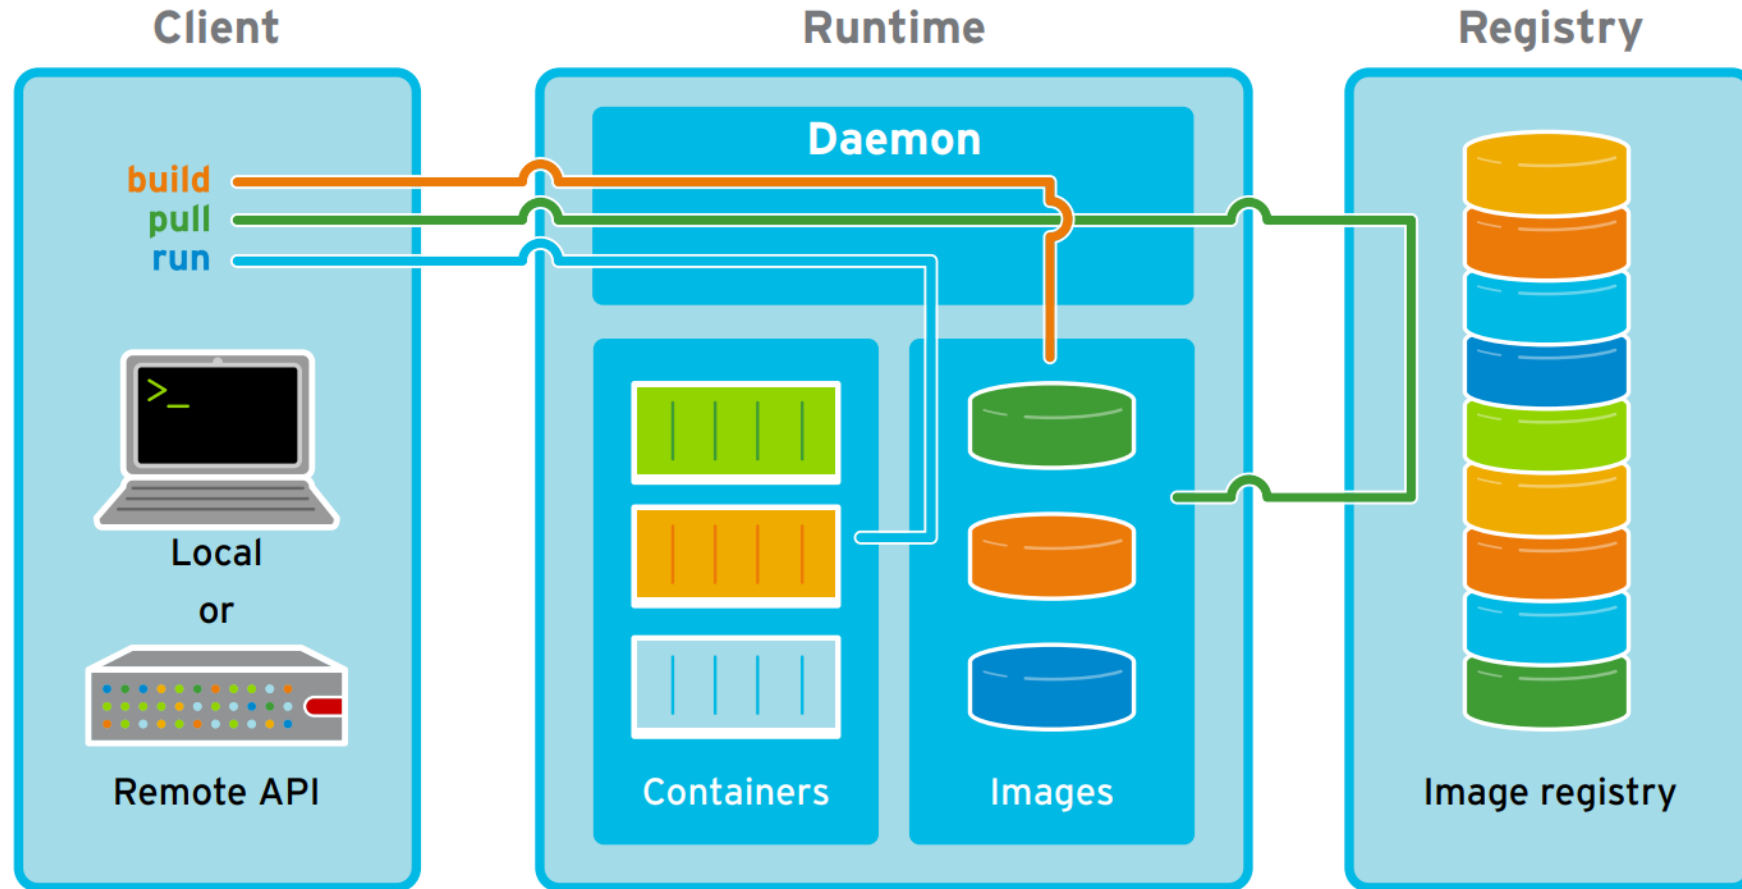 Client
Runtime
Registry
build
pull
run
>_
Local
or
Remote API
Daemon
Containers
Images
Image registry